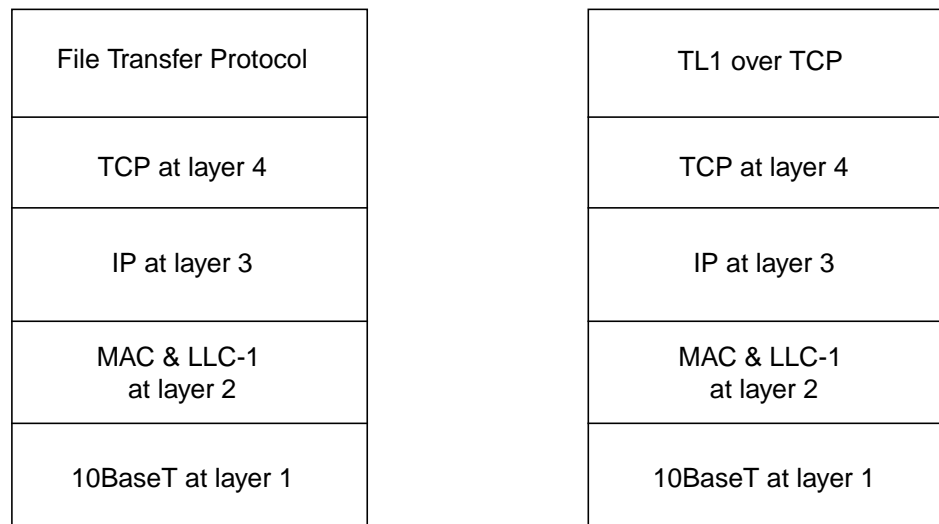 File Transfer Protocol
TCP at layer 4
IP at layer 3
MAC & LLC-1
at layer 2
10BaseT at layer 1
TL1 over TCP
TCP at layer 4
IP at layer 3
MAC & LLC-1
at layer 2
10BaseT at layer 1